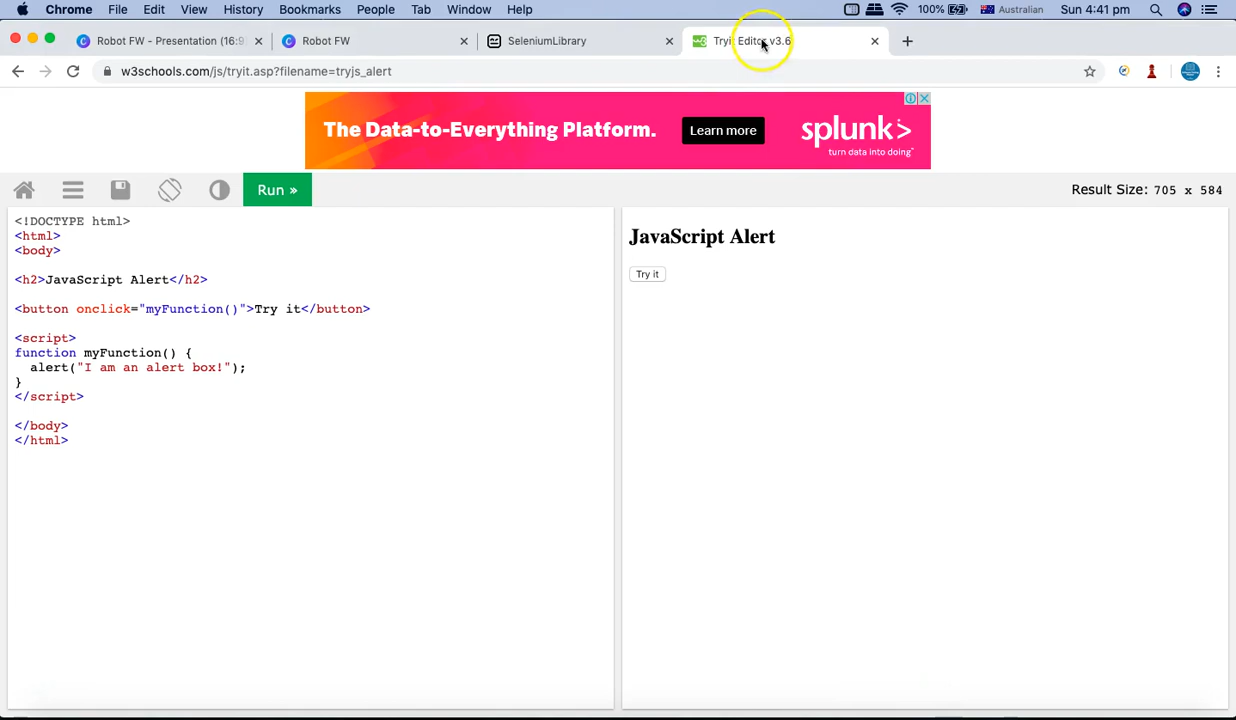 Chrome File Edit View History Bookmarks People Tab Window Help 100% Australian Sun 4:41 pm
Robot FW - Presentation (16:9 Robot FW SeleniumLibrary Tryit Editor v3.6
w3schools.com/js/tryit.asp?filename=tryjs_alert
The Data-to-Everything Platform. Learn more splunk>
turn data into doing™
Run » Result Size: 705 x 584
<!DOCTYPE html>
<html>
<body>
<h2>JavaScript Alert</h2>
<button onclick="myFunction()">Try it</button>
<script>
function myFunction() {
alert("I am an alert box!");
}
</script>
</body>
</html>
JavaScript Alert
Try it